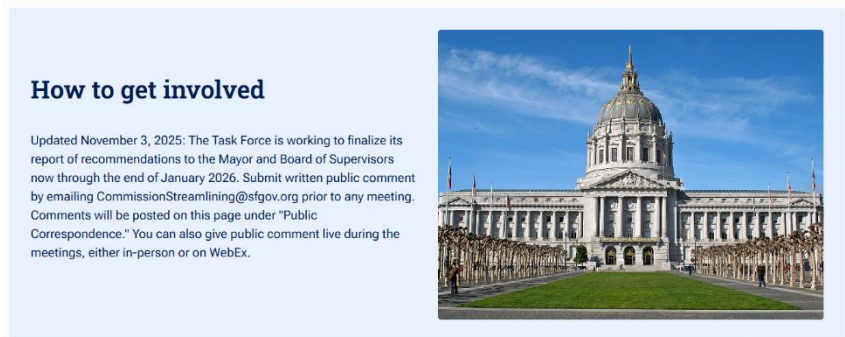 How to get involved
Updated November 3, 2025: The Task Force is working to finalize its
report of recommendations to the Mayor and Board of Supervisors
now through the end of January 2026. Submit written public comment
by emailing CommissionStreamlining@sfgov.org prior to any meeting.
Comments will be posted on this page under "Public
Correspondence." You can also give public comment live during the
meetings, either in-person or on WebEx.